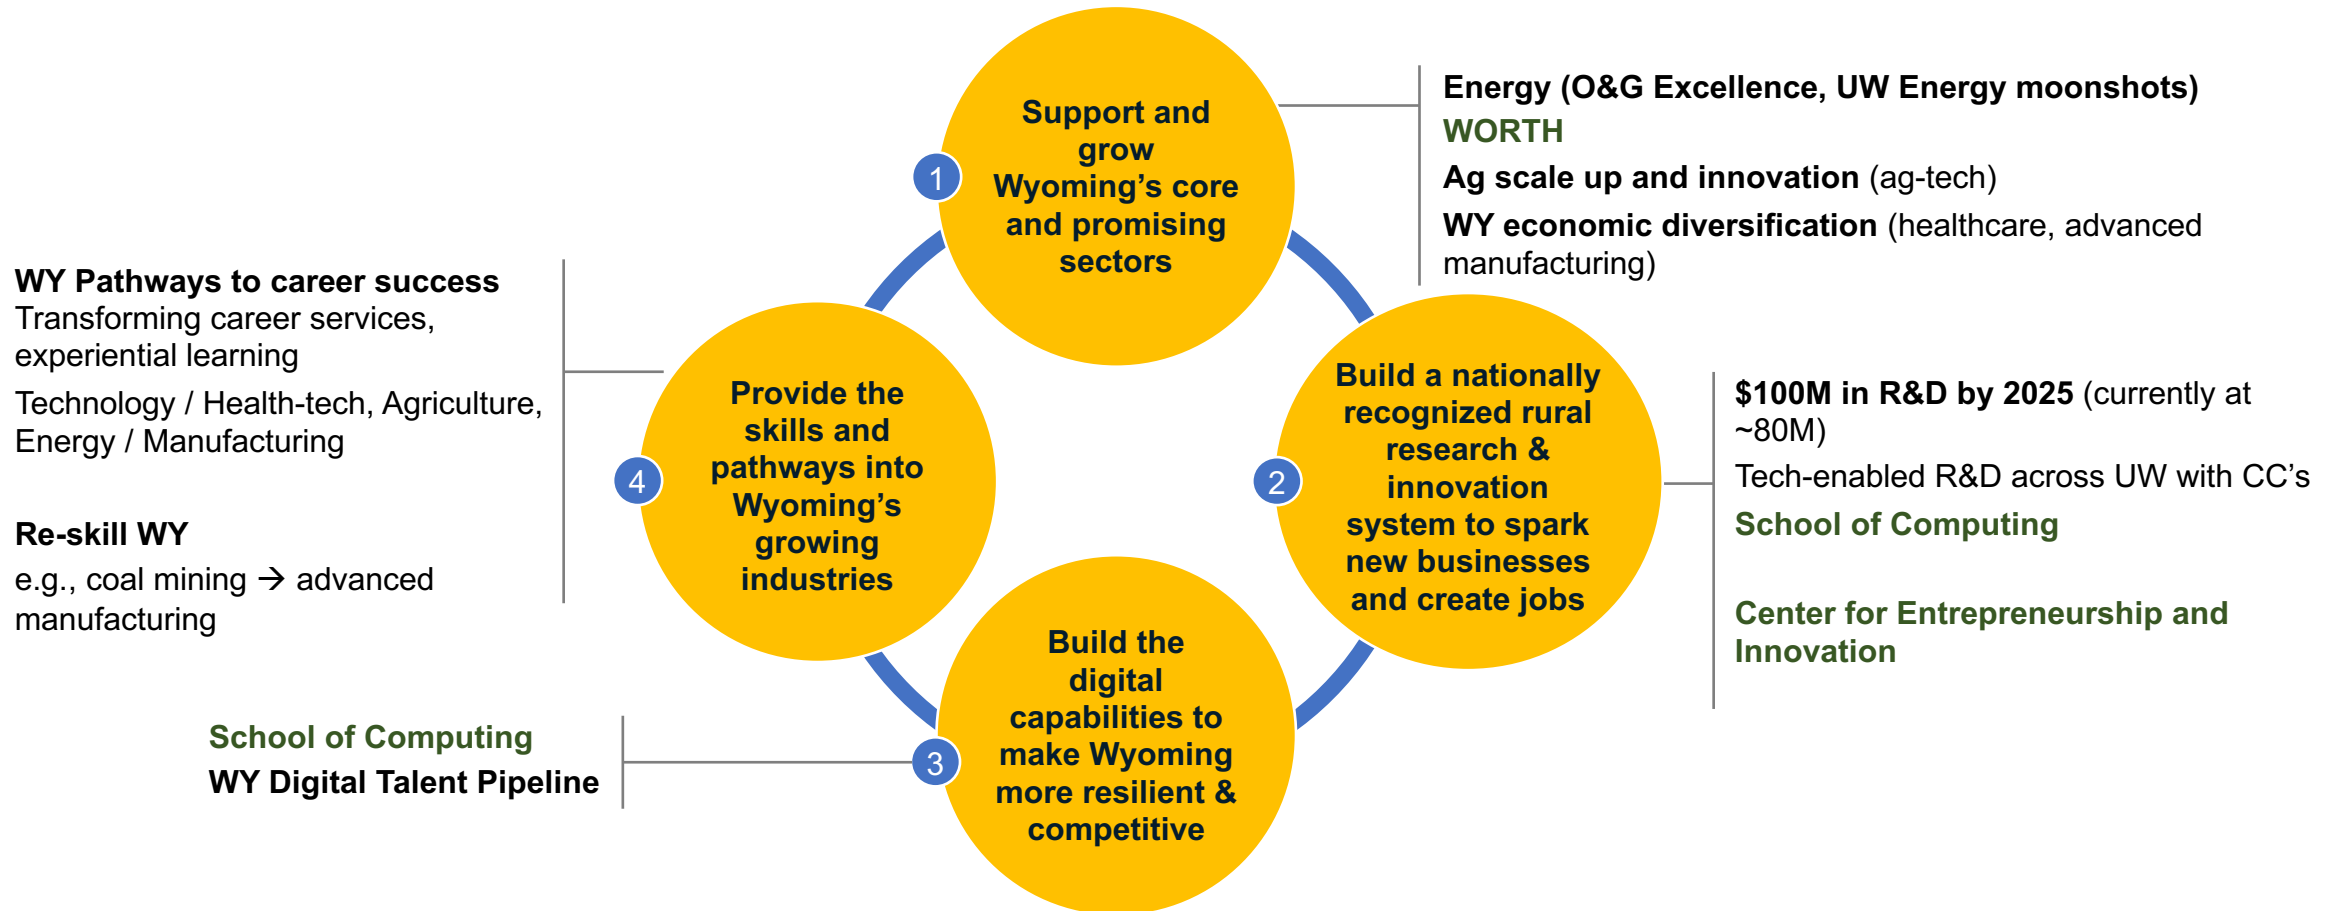 1
Support and
grow
Wyoming’s core
and promising
sectors
Energy (O&G Excellence, UW Energy moonshots)
WORTH
Ag scale up and innovation (ag-tech)
WY economic diversification (healthcare, advanced
manufacturing)
2
Build a nationally
recognized rural
research &
innovation
system to spark
new businesses
and create jobs
$100M in R&D by 2025 (currently at
~80M)
Tech-enabled R&D across UW with CC’s
School of Computing
Center for Entrepreneurship and
Innovation
3
Build the
digital
capabilities to
make Wyoming
more resilient &
competitive
School of Computing
WY Digital Talent Pipeline
4
Provide the
skills and
pathways into
Wyoming’s
growing
industries
WY Pathways to career success
Transforming career services,
experiential learning
Technology / Health-tech, Agriculture,
Energy / Manufacturing
Re-skill WY
e.g., coal mining → advanced
manufacturing